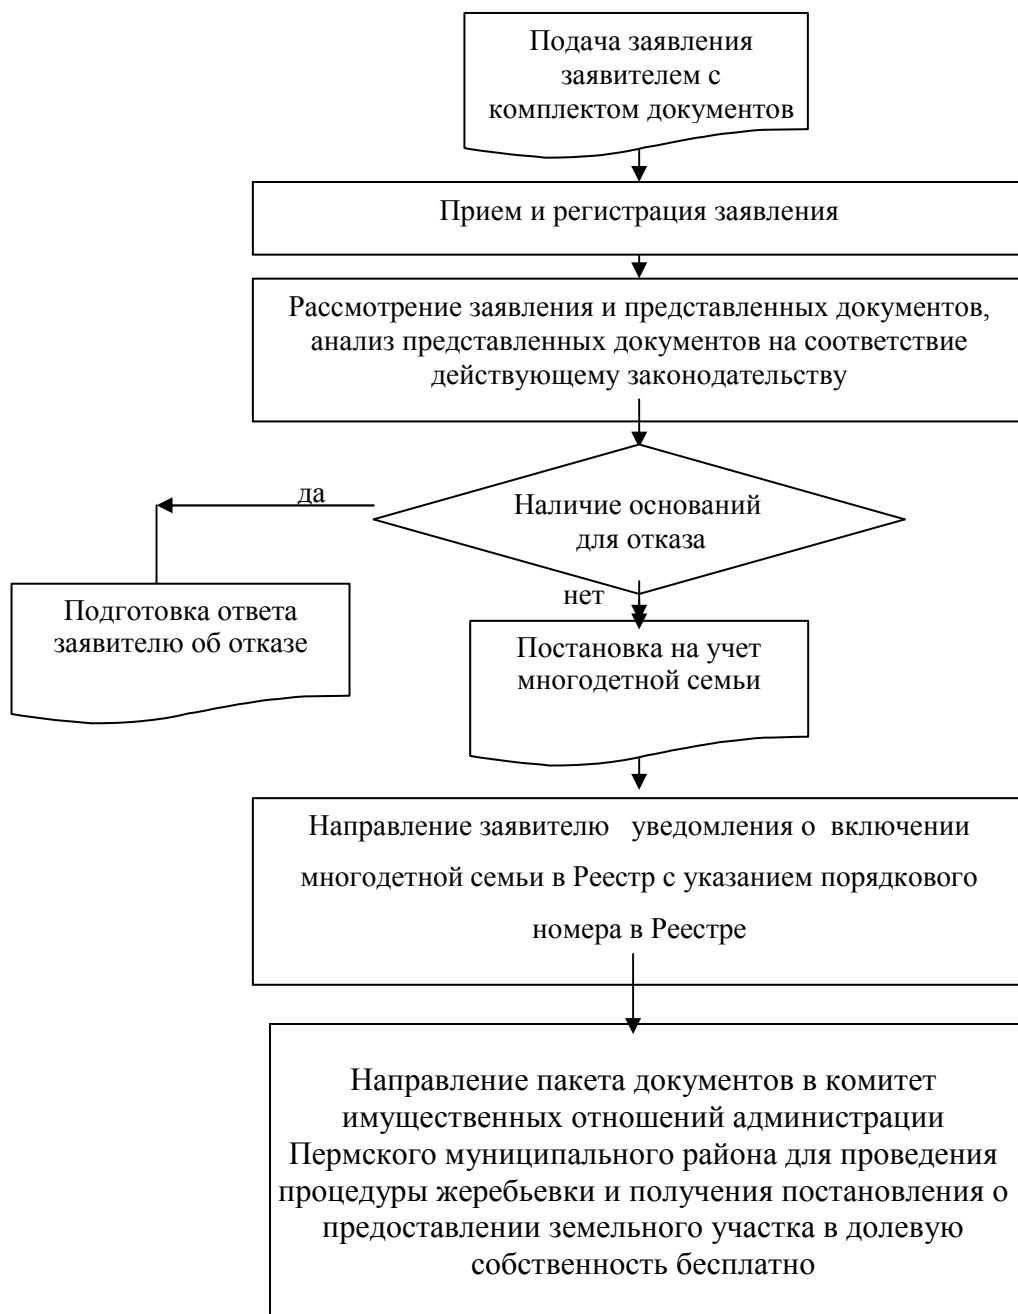 Подача заявления
заявителем с
комплектом документов
Прием и регистрация заявления
Рассмотрение заявления и представленных документов,
анализ представленных документов на соответствие
действующему законодательству
да
Наличие оснований
для отказа
нет
Подготовка ответа
заявителю об отказе
Постановка на учет
многодетной семьи
Направление заявителю уведомления о включении
многодетной семьи в Реестр с указанием порядкового
номера в Реестре
Направление пакета документов в комитет
имущественных отношений администрации
Пермского муниципального района для проведения
процедуры жеребьевки и получения постановления о
предоставлении земельного участка в долевую
собственность бесплатно